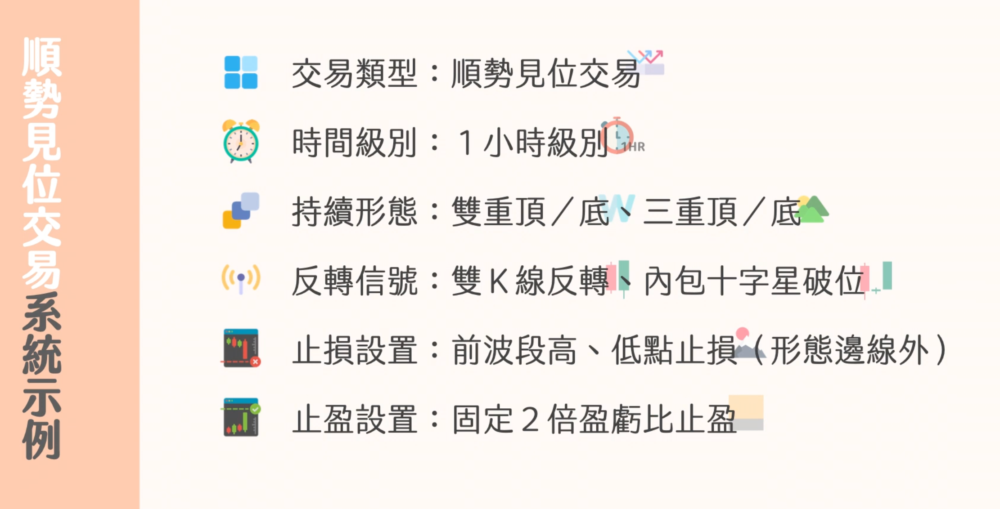 順勢見位交易系統示例
交易類型：順勢見位交易
時間級別：1小時級別
1HR
持續形態：雙重頂／底、三重頂／底
反轉信號：雙K線反轉、內包十字星破位
止損設置：前波段高、低點止損（形態邊線外）
止盈設置：固定2倍盈虧比止盈